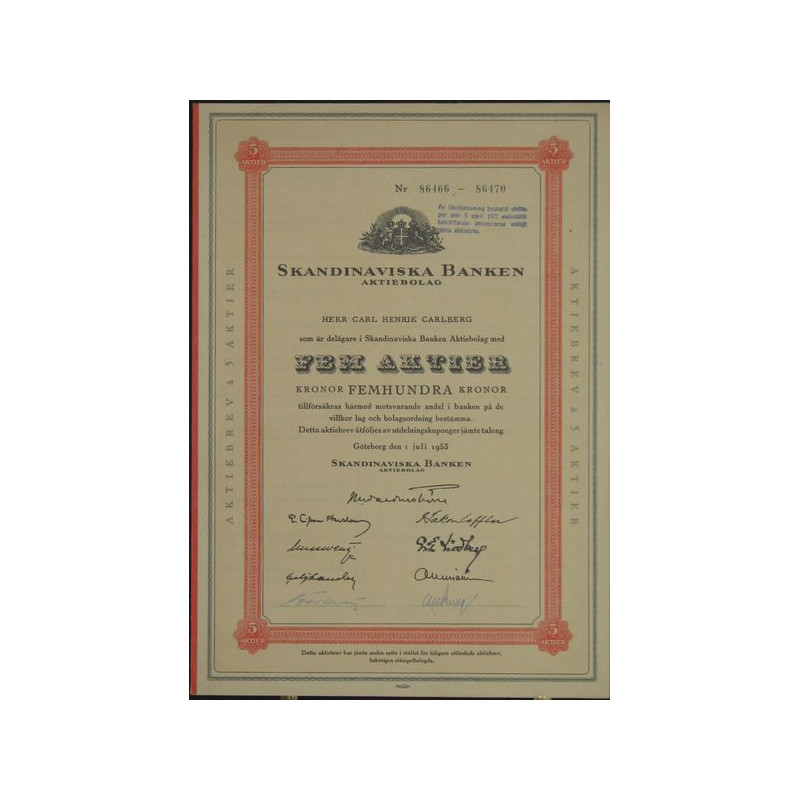 5
AKTIER
5
AKTIER
Nr 86466 - 86470
SKANDINAVISKA BANKEN
AKTIEBOLAG
HERR CARL HENRIK CARLBERG
som är delägare i Skandinaviska Banken Aktiebolag med
FEM AKTIER
KRONOR FEMHUNDRA KRONOR
tillförsäkras härmed motsvarande andel i banken på de
villkor lag och bolagsordning bestämma.
Detta aktiebrev åtföljes av utdelningskuponger jämte talong.
Göteborg den 1 juli 1953
SKANDINAVISKA BANKEN
AKTIEBOLAG
AKTIEBREV à 5 AKTIER
AKTIEBREV à 5 AKTIER
5
AKTIER
5
AKTIER
Detta aktiebrev har jämte andra satts i stället för tidigare utfärdade aktiebrev,
behörigen stämpelbelagda.